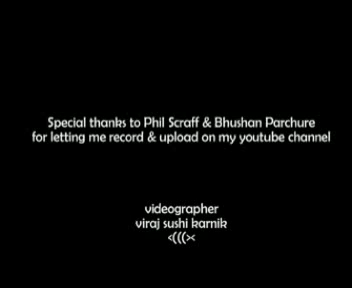 Special thanks to Phil Scraff & Bhushan Parchure
for letting me record & upload on my youtube channel
videographer
viraj sushi karnik
<(((><